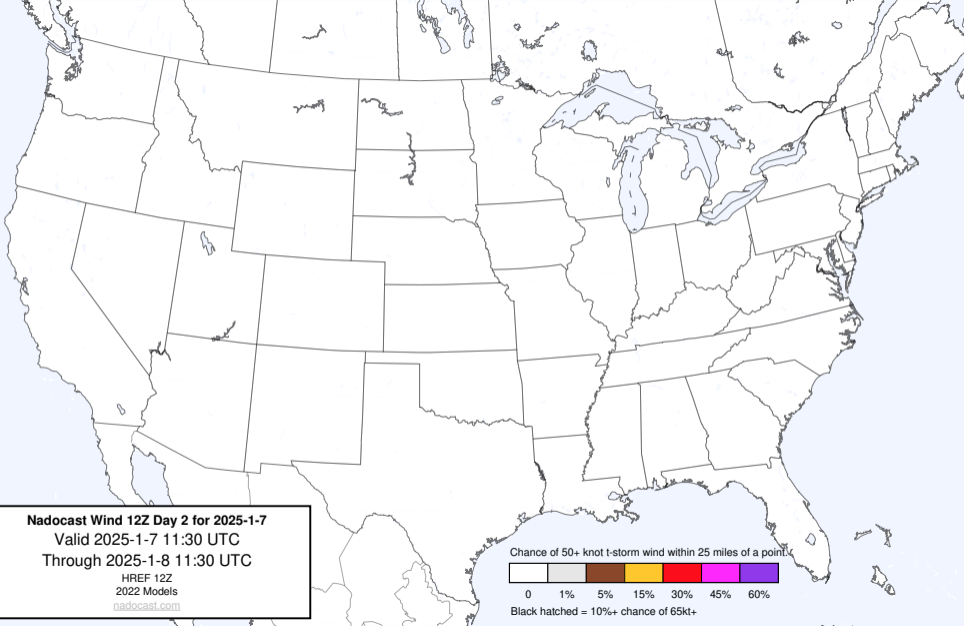 Nadocast Wind 12Z Day 2 for 2025-1-7
Valid 2025-1-7 11:30 UTC
Through 2025-1-8 11:30 UTC
HREF 12Z
2022 Models
nadocast.com
Chance of 50+ knot t-storm wind within 25 miles of a point.
0 1% 5% 15% 30% 45% 60%
Black hatched = 10%+ chance of 65kt+